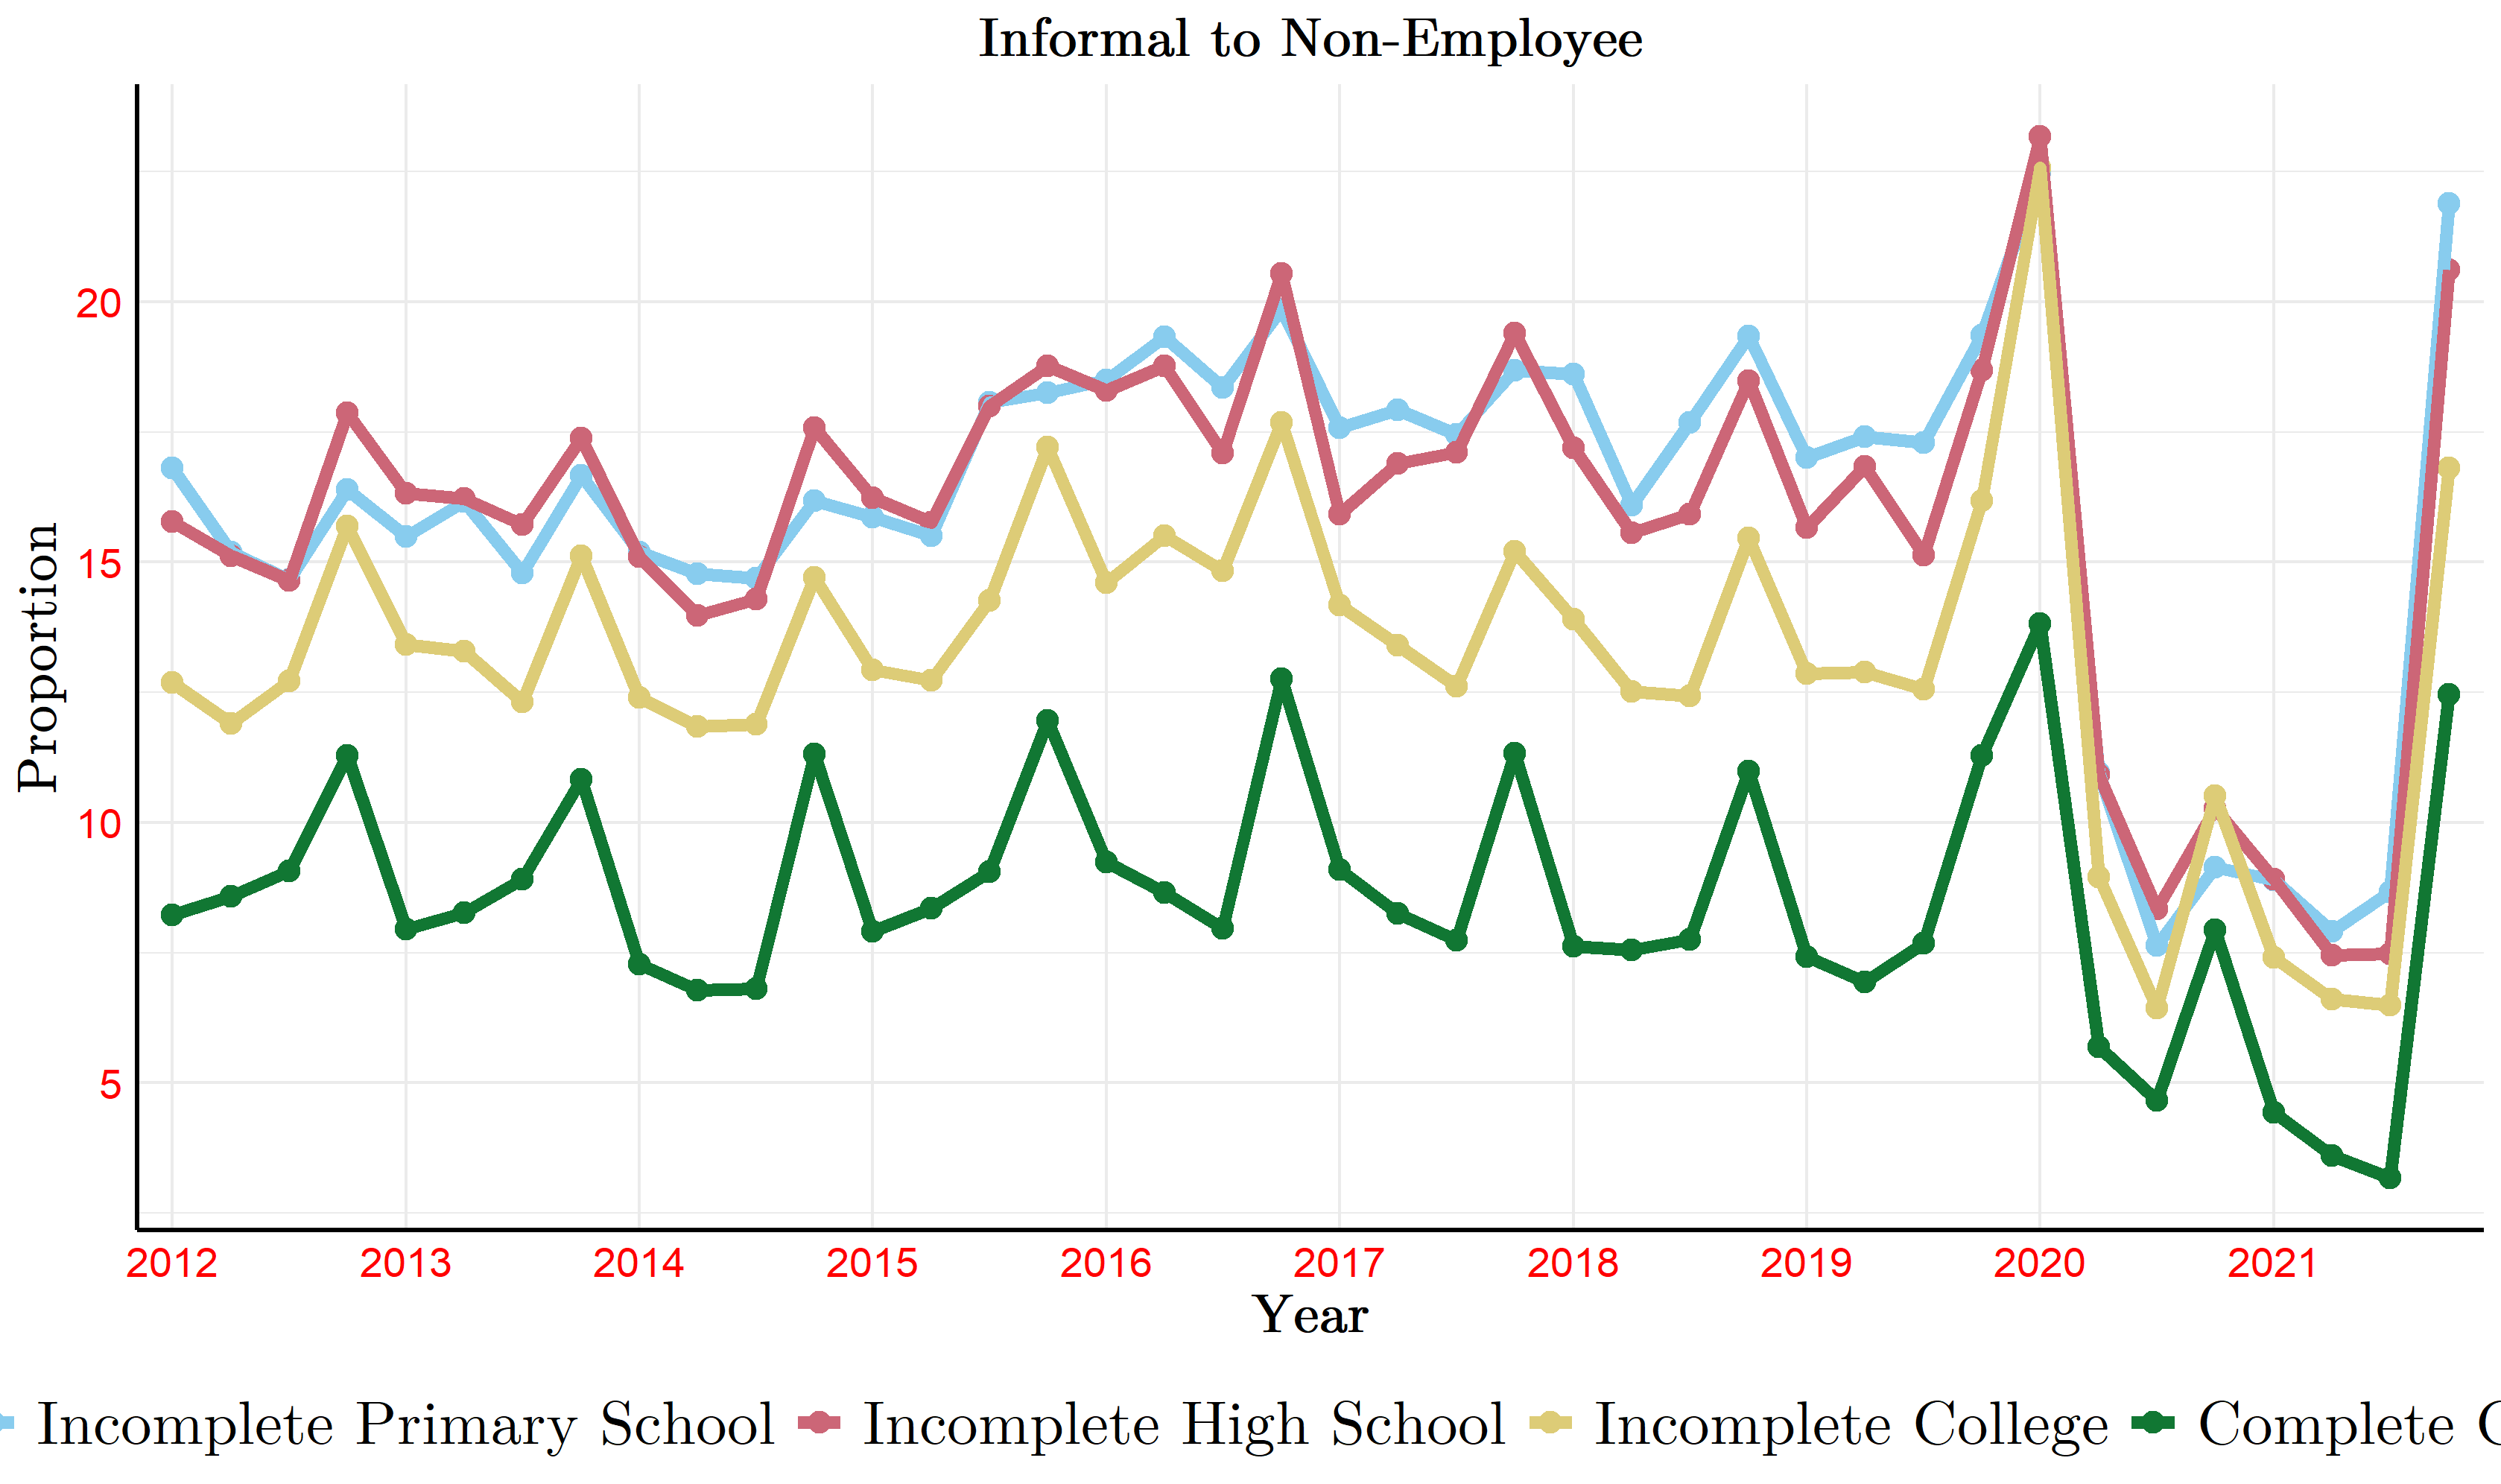 Informal to Non-Employee
Proportion
20
15
10
5
2012 2013 2014 2015 2016 2017 2018 2019 2020 2021
Year
Incomplete Primary School Incomplete High School Incomplete College Complete